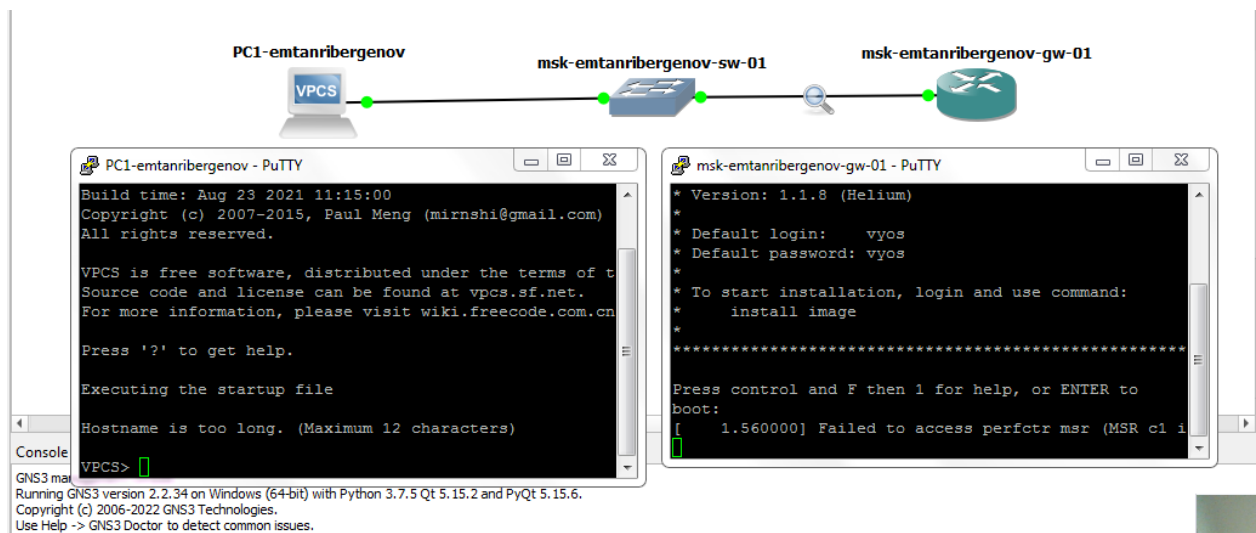 PC1-emtanribergenov
msk-emtanribergenov-sw-01
msk-emtanribergenov-gw-01
VPCS
PC1-emtanribergenov - PuTTY
Build time: Aug 23 2021 11:15:00
Copyright (c) 2007-2015, Paul Meng (mirnshi@gmail.com)
All rights reserved.
VPCS is free software, distributed under the terms of t
Source code and license can be found at vpcs.sf.net.
For more information, please visit wiki.freecode.com.cn
Press '?' to get help.
Executing the startup file
Hostname is too long. (Maximum 12 characters)
VPCS>
msk-emtanribergenov-gw-01 - PuTTY
* Version: 1.1.8 (Helium)
*
* Default login:    vyos
* Default password: vyos
*
* To start installation, login and use command:
*     install image
*
*****************************************************
Press control and F then 1 for help, or ENTER to
boot:
[    1.560000] Failed to access perfctr msr (MSR c1 i
Console
GNS3 ma
Running GNS3 version 2.2.34 on Windows (64-bit) with Python 3.7.5 Qt 5.15.2 and PyQt 5.15.6.
Copyright (c) 2006-2022 GNS3 Technologies.
Use Help -> GNS3 Doctor to detect common issues.